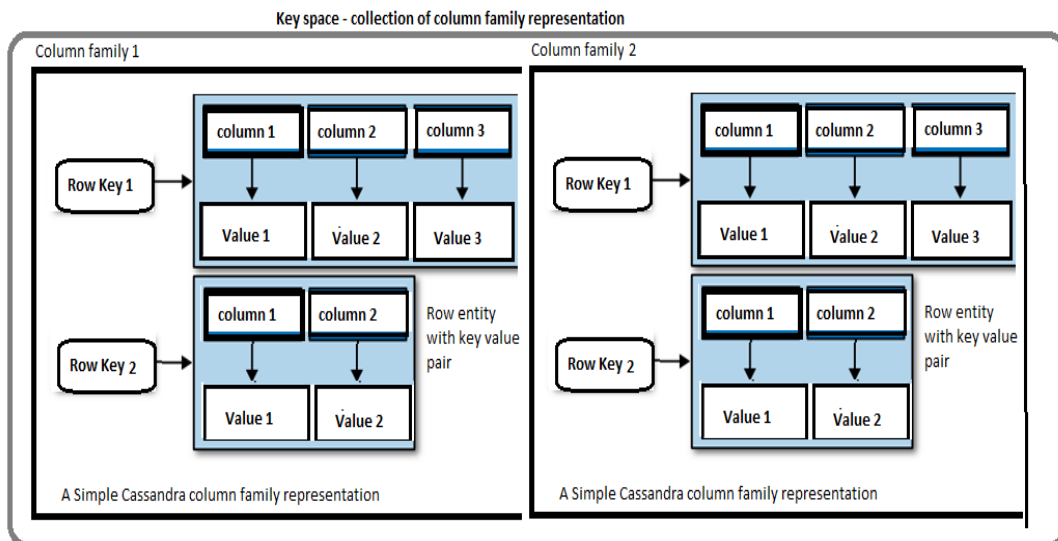 Key space - collection of column family representation
Column family 1
column 1
column 2
column 3
Row Key 1
Value 1
Value 2
Value 3
column 1
column 2
Row entity
with key value
pair
Row Key 2
Value 1
Value 2
A Simple Cassandra column family representation
Column family 2
column 1
column 2
column 3
Row Key 1
Value 1
Value 2
Value 3
column 1
column 2
Row entity
with key value
pair
Row Key 2
Value 1
Value 2
A Simple Cassandra column family representation